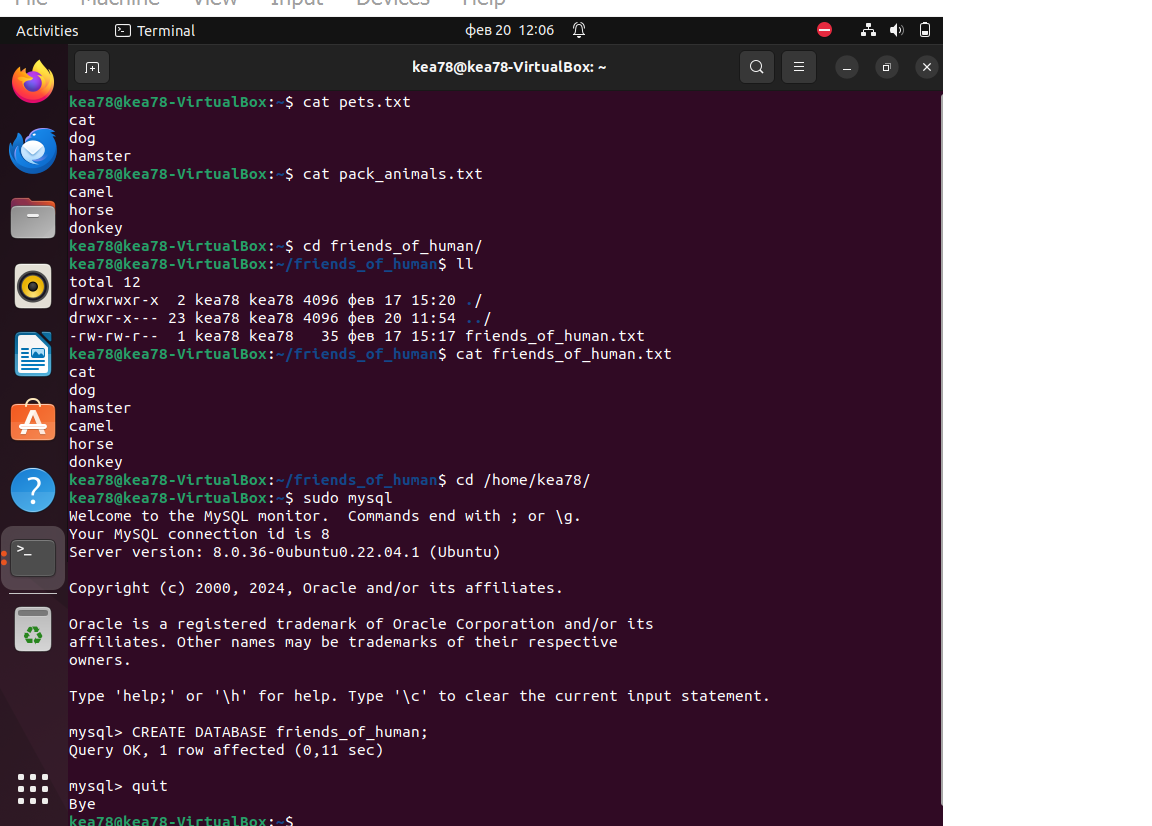 File Machine View Input Devices Help
Activities Terminal фев 20 12:06
kea78@kea78-VirtualBox: ~
kea78@kea78-VirtualBox:~$ cat pets.txt
cat
dog
hamster
kea78@kea78-VirtualBox:~$ cat pack_animals.txt
camel
horse
donkey
kea78@kea78-VirtualBox:~$ cd friends_of_human/
kea78@kea78-VirtualBox:~/friends_of_human$ ll
total 12
drwxrwxr-x  2 kea78 kea78 4096 фев 17 15:20 ./
drwxr-x--- 23 kea78 kea78 4096 фев 20 11:54 ../
-rw-rw-r--  1 kea78 kea78   35 фев 17 15:17 friends_of_human.txt
kea78@kea78-VirtualBox:~/friends_of_human$ cat friends_of_human.txt
cat
dog
hamster
camel
horse
donkey
kea78@kea78-VirtualBox:~/friends_of_human$ cd /home/kea78/
kea78@kea78-VirtualBox:~$ sudo mysql
Welcome to the MySQL monitor.  Commands end with ; or \g.
Your MySQL connection id is 8
Server version: 8.0.36-0ubuntu0.22.04.1 (Ubuntu)
Copyright (c) 2000, 2024, Oracle and/or its affiliates.
Oracle is a registered trademark of Oracle Corporation and/or its
affiliates. Other names may be trademarks of their respective
owners.
Type 'help;' or '\h' for help. Type '\c' to clear the current input statement.
mysql> CREATE DATABASE friends_of_human;
Query OK, 1 row affected (0,11 sec)
mysql> quit
Bye
kea78@kea78-VirtualBox:~$